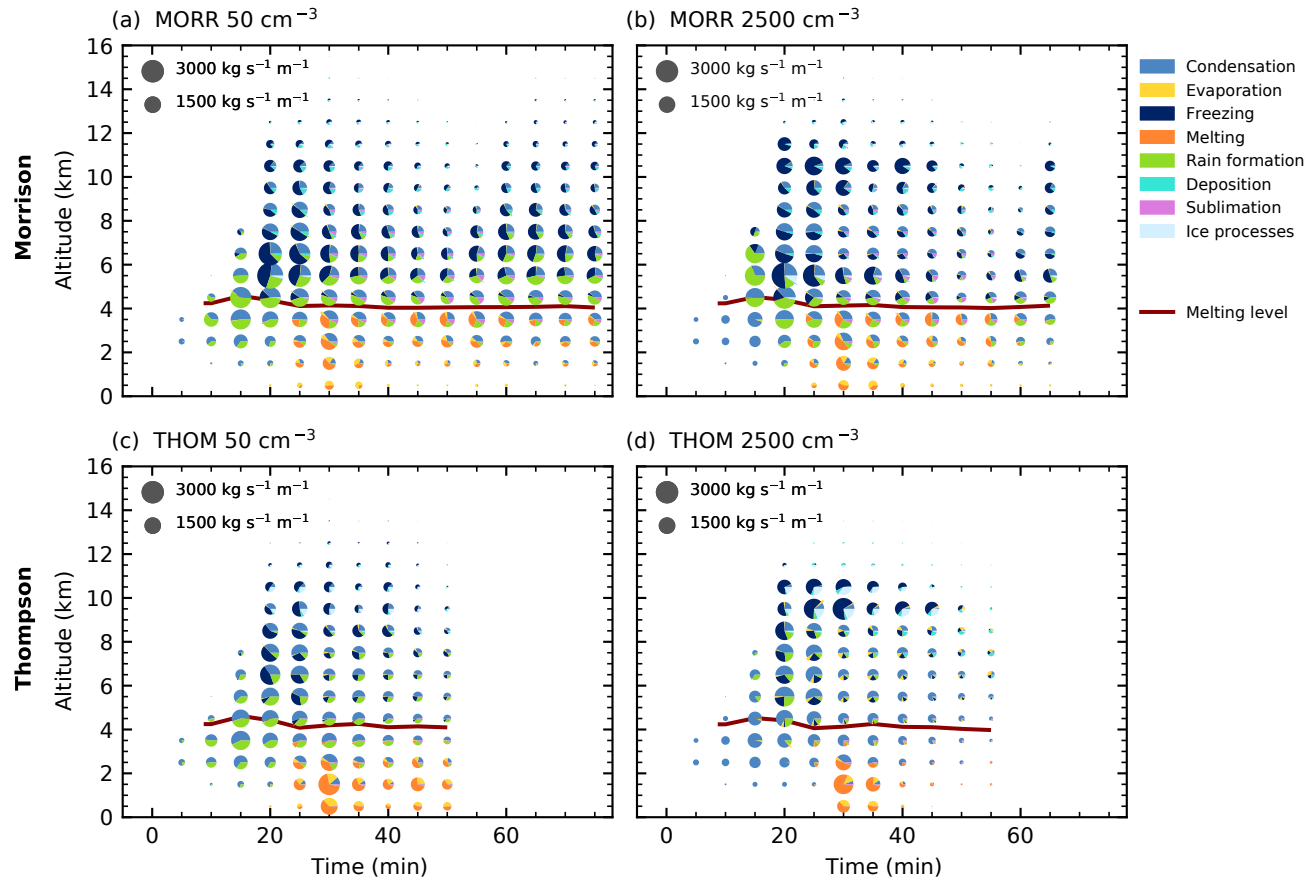 (a) MORR 50 cm⁻³
(b) MORR 2500 cm⁻³
16
14
12
10
8
6
4
2
0
Morrison
Altitude (km)
3000 kg s⁻¹ m⁻¹
1500 kg s⁻¹ m⁻¹
3000 kg s⁻¹ m⁻¹
1500 kg s⁻¹ m⁻¹
Condensation
Evaporation
Freezing
Melting
Rain formation
Deposition
Sublimation
Ice processes
Melting level
(c) THOM 50 cm⁻³
(d) THOM 2500 cm⁻³
16
14
12
10
8
6
4
2
0
Thompson
Altitude (km)
3000 kg s⁻¹ m⁻¹
1500 kg s⁻¹ m⁻¹
3000 kg s⁻¹ m⁻¹
1500 kg s⁻¹ m⁻¹
0 20 40 60
0 20 40 60
Time (min)
Time (min)